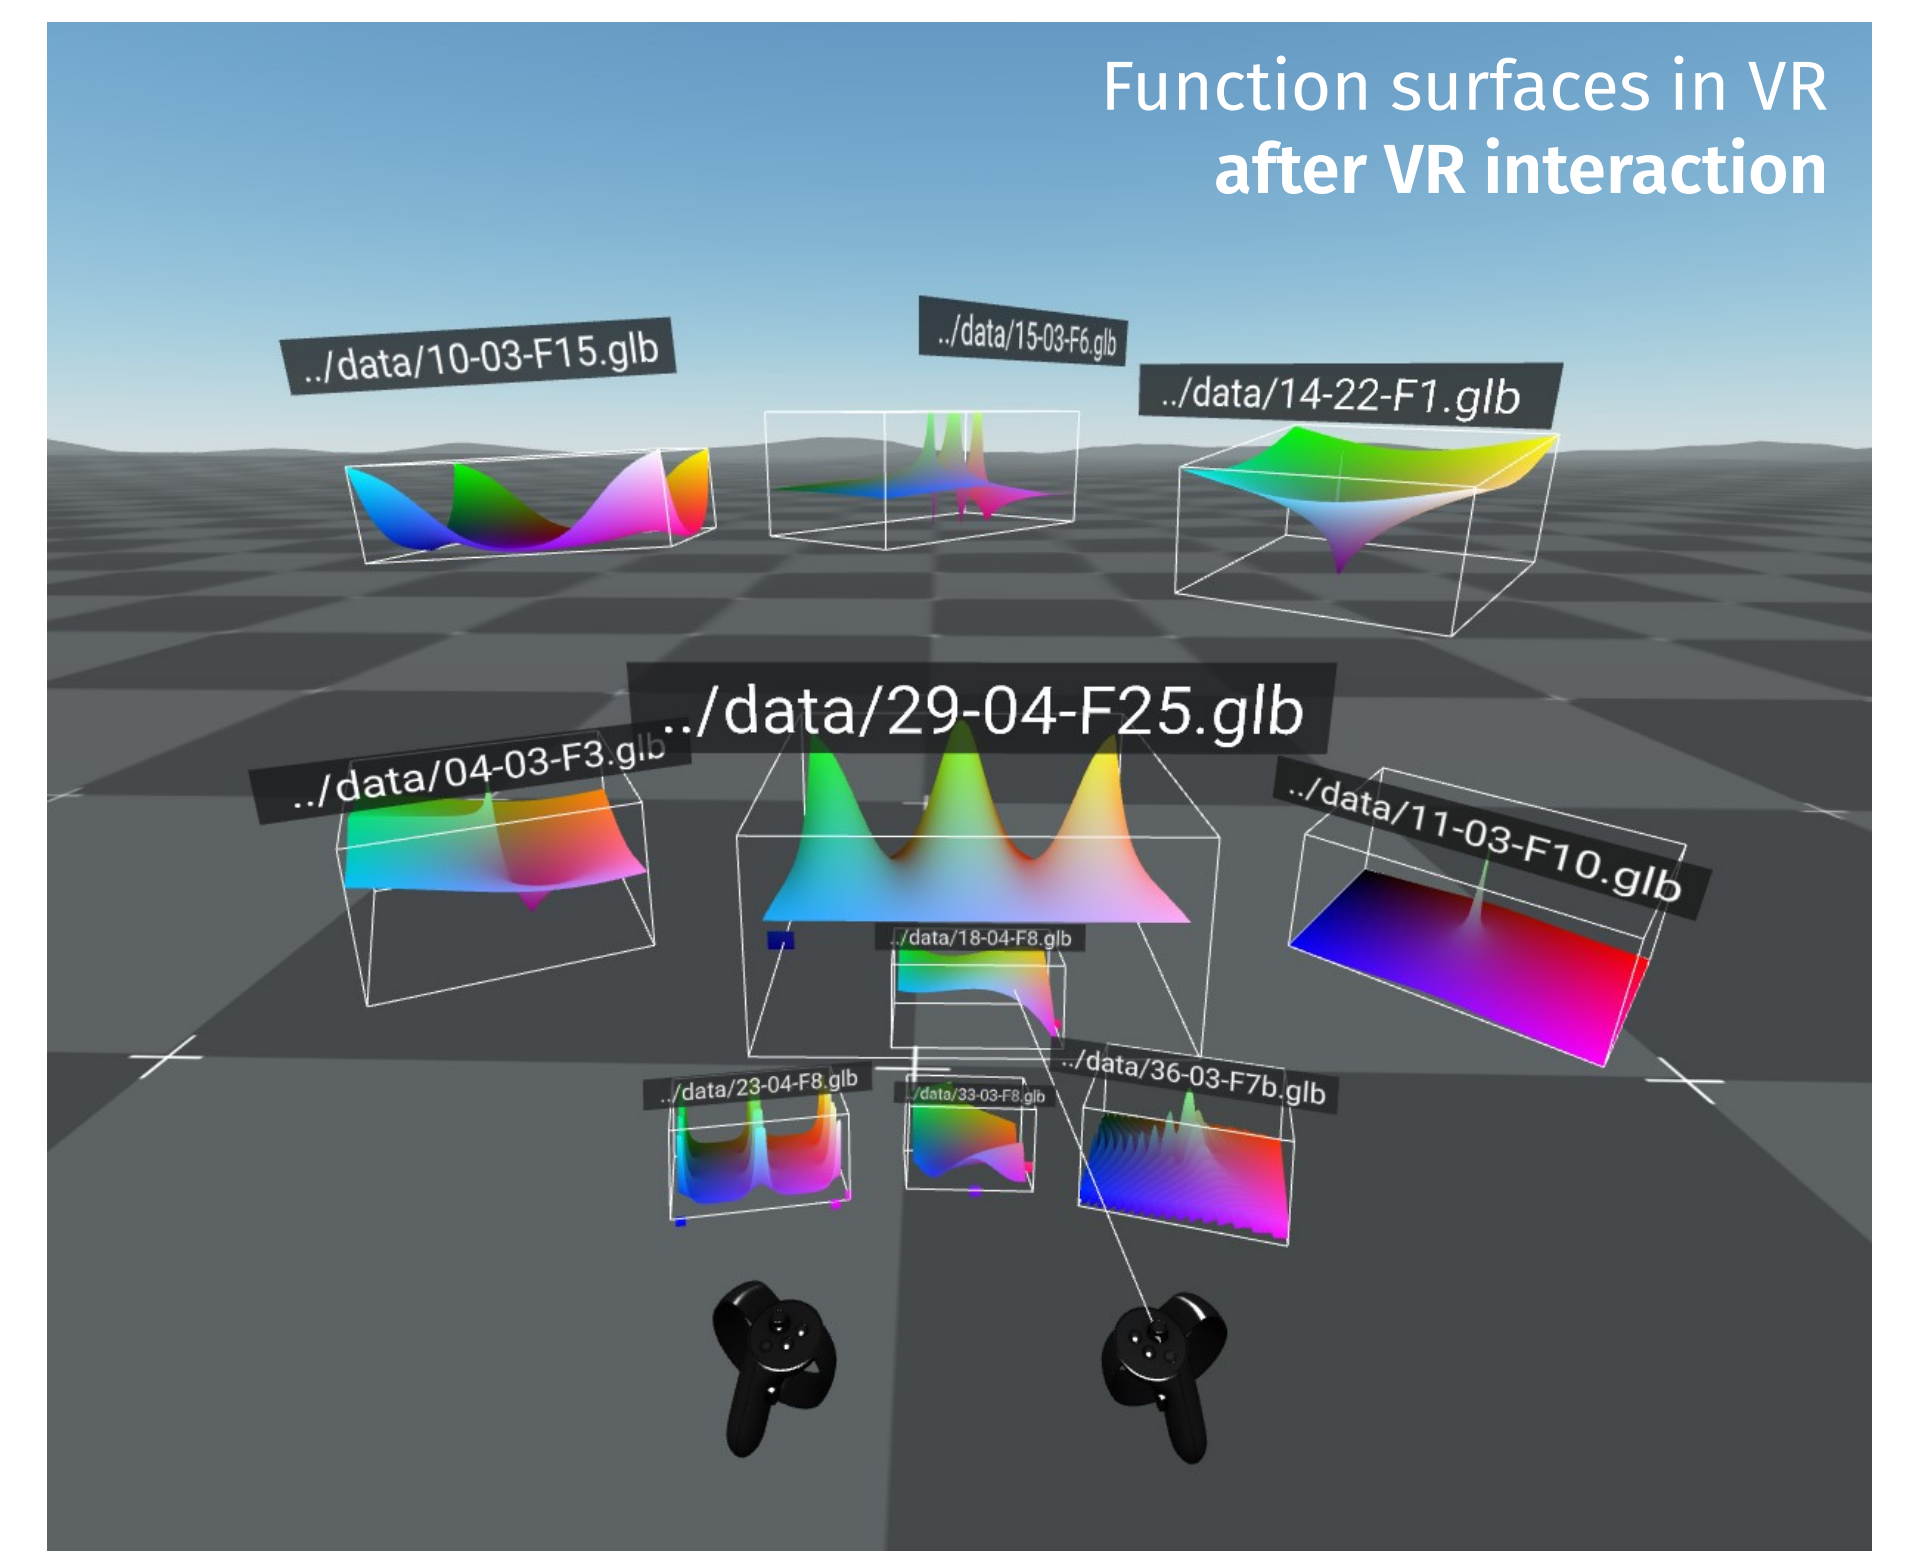 Function surfaces in VR
after VR interaction
../data/10-03-F15.glb
../data/15-03-F6.glb
../data/14-22-F1.glb
../data/04-03-F3.glb
../data/29-04-F25.glb
../data/11-03-F10.glb
../data/18-04-F8.glb
../data/23-04-F8.glb
../data/33-03-F8.glb
../data/36-03-F7b.glb